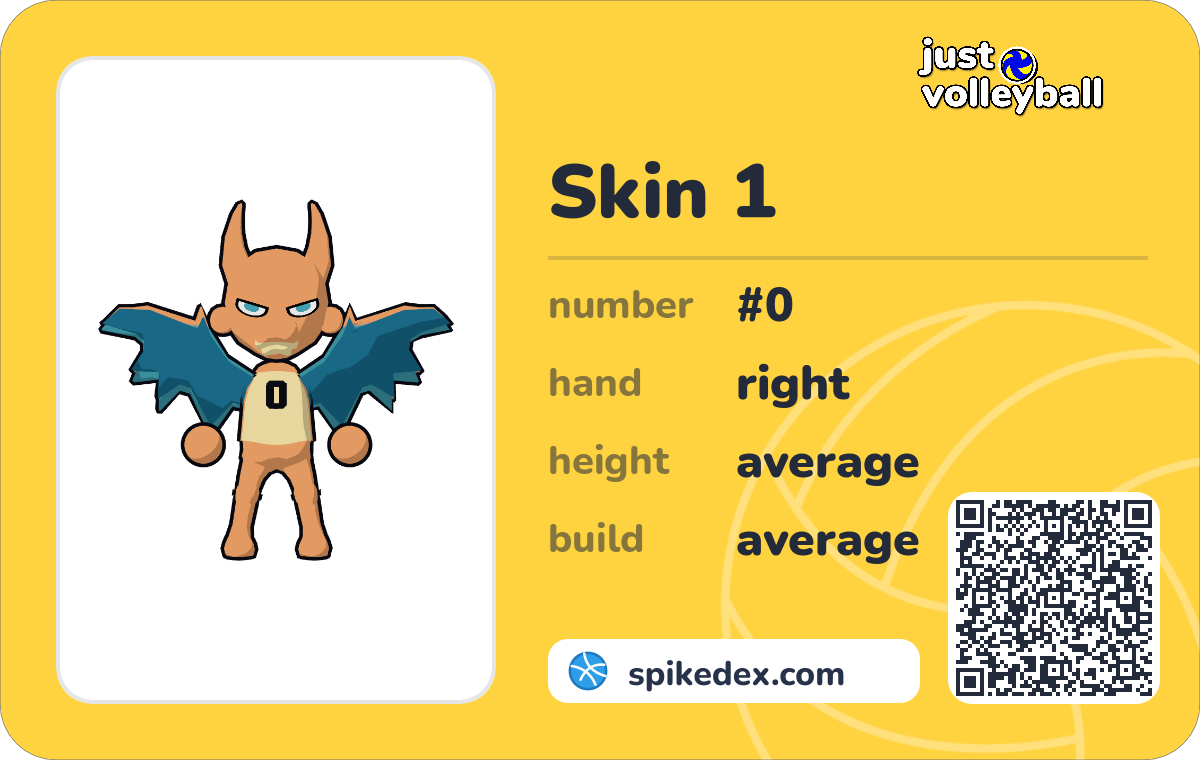 just
volleyball
Skin 1
number #0
hand right
height average
build average
0
spikedex.com